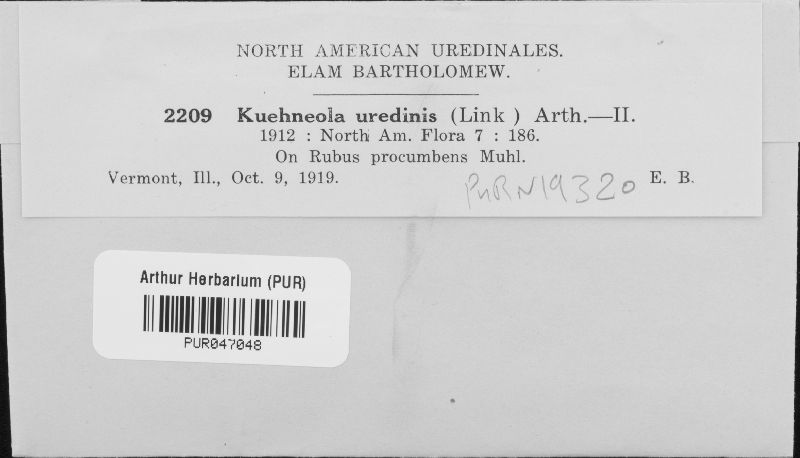 NORTH AMERICAN UREDINALES.
ELAM BARTHOLOMEW.
2209 Kuehneola uredinis (Link ) Arth.—II.
1912 : North Am. Flora 7 : 186.
On Rubus procumbens Muhl.
Vermont, Ill., Oct. 9, 1919. PURN19320 E. B.
Arthur Herbarium (PUR)
PUR047048